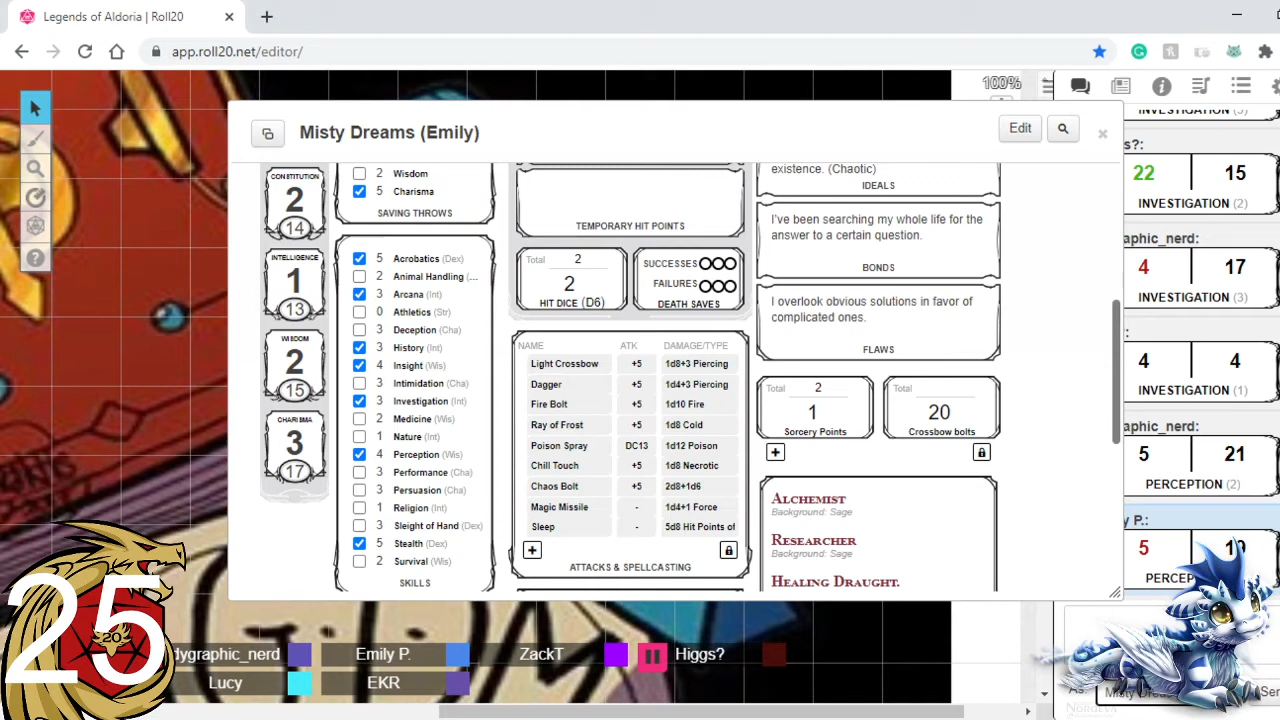 Legends of Aldoria | Roll20
app.roll20.net/editor/
100%
Misty Dreams (Emily)
Edit
CONSTITUTION
2
14
INTELLIGENCE
1
13
WISDOM
2
15
CHARISMA
3
17
2 Wisdom
5 Charisma
SAVING THROWS
5 Acrobatics (Dex)
2 Animal Handling (...
3 Arcana (Int)
0 Athletics (Str)
3 Deception (Cha)
3 History (Int)
4 Insight (Wis)
3 Intimidation (Cha)
3 Investigation (Int)
2 Medicine (Wis)
1 Nature (Int)
4 Perception (Wis)
3 Performance (Cha)
3 Persuasion (Cha)
1 Religion (Int)
3 Sleight of Hand (Dex)
5 Stealth (Dex)
2 Survival (Wis)
SKILLS
TEMPORARY HIT POINTS
Total 2
2
HIT DICE (D6)
SUCCESSES
FAILURES
DEATH SAVES
NAME ATK DAMAGE/TYPE
Light Crossbow +5 1d8+3 Piercing
Dagger +5 1d4+3 Piercing
Fire Bolt +5 1d10 Fire
Ray of Frost +5 1d8 Cold
Poison Spray DC13 1d12 Poison
Chill Touch +5 1d8 Necrotic
Chaos Bolt +5 2d8+1d6
Magic Missile - 1d4+1 Force
Sleep - 5d8 Hit Points of
ATTACKS & SPELLCASTING
existence. (Chaotic)
IDEALS
I've been searching my whole life for the
answer to a certain question.
BONDS
I overlook obvious solutions in favor of
complicated ones.
FLAWS
Total 2
1
Sorcery Points
Total
20
Crossbow bolts
ALCHEMIST
Background: Sage
RESEARCHER
Background: Sage
HEALING DRAUGHT.
s?:
22 15
INVESTIGATION (2)
aphic_nerd:
4 17
INVESTIGATION (3)
4 4
INVESTIGATION (1)
aphic_nerd:
5 21
PERCEPTION (2)
y P.:
5
PERCEP
As:
20
25
dygraphic_nerd
Emily P.
ZackT
Higgs?
Lucy
EKR